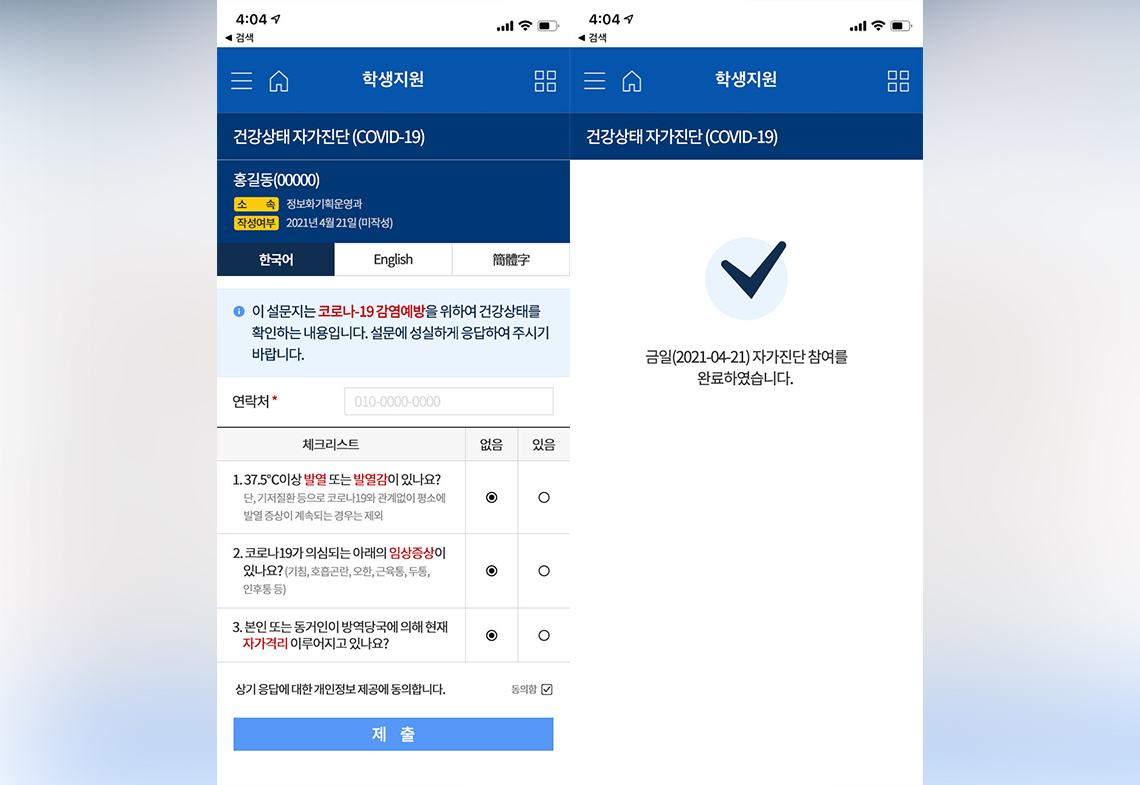 4:04
◀ 검색
학생지원
건강상태 자가진단 (COVID-19)
홍길동(00000)
소 속 정보화기획운영과
작성여부 2021년 4월 21일 (미작성)
한국어 English 簡體字
이 설문지는 코로나-19 감염예방을 위하여 건강상태를
확인하는 내용입니다. 설문에 성실하게 응답하여 주시기
바랍니다.
연락처 * 010-0000-0000
체크리스트 없음 있음
1. 37.5°C이상 발열 또는 발열감이 있나요?
단, 기저질환 등으로 코로나19와 관계없이 평소에
발열 증상이 계속되는 경우는 제외
2. 코로나19가 의심되는 아래의 임상증상이
있나요? (기침, 호흡곤란, 오한, 근육통, 두통,
인후통 등)
3. 본인 또는 동거인이 방역당국에 의해 현재
자가격리 이루어지고 있나요?
상기 응답에 대한 개인정보 제공에 동의합니다. 동의함
제 출
4:04
◀ 검색
학생지원
건강상태 자가진단 (COVID-19)
금일(2021-04-21) 자가진단 참여를
완료하였습니다.